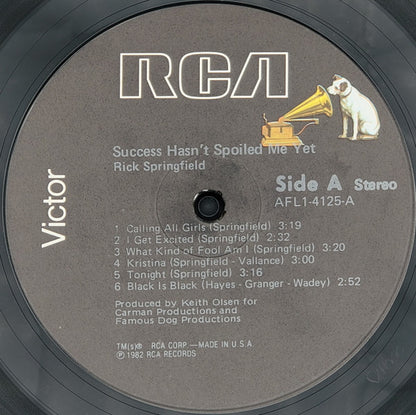 RCA
Victor
Success Hasn't Spoiled Me Yet
Rick Springfield
Side A Stereo
AFL1-4125-A
1 Calling All Girls (Springfield) 3:19
2 I Get Excited (Springfield) 2:32
3 What Kind of Fool Am I (Springfield) 3:20
4 Kristina (Springfield - Vallance) 3:00
5 Tonight (Springfield) 3:16
6 Black Is Black (Hayes - Granger - Wadey) 2:52
Produced by Keith Olsen for
Carman Productions and
Famous Dog Productions
TM(s)® RCA CORP — MADE IN U.S.A.
℗ 1982 RCA RECORDS